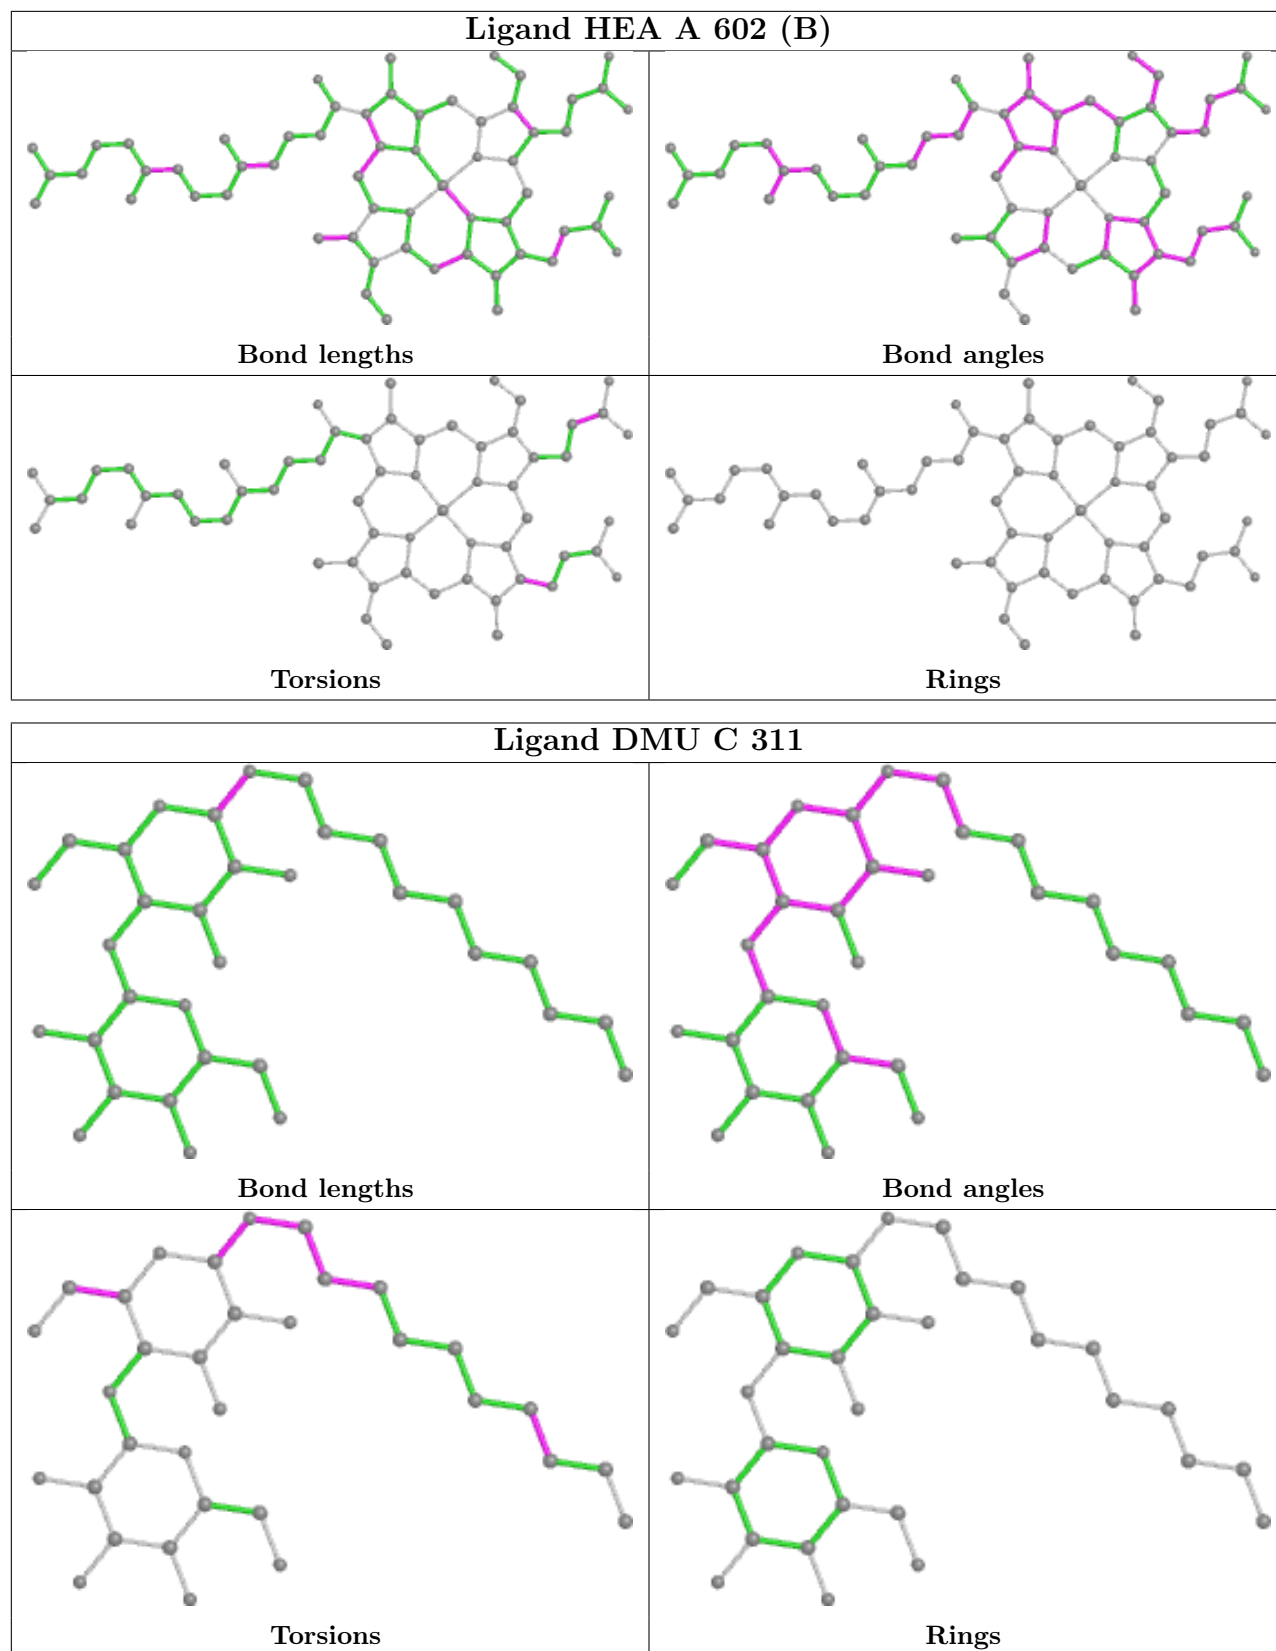 Ligand HEA A 602 (B)
Bond lengths
Bond angles
Torsions
Rings
Ligand DMU C 311
Bond lengths
Bond angles
Torsions
Rings